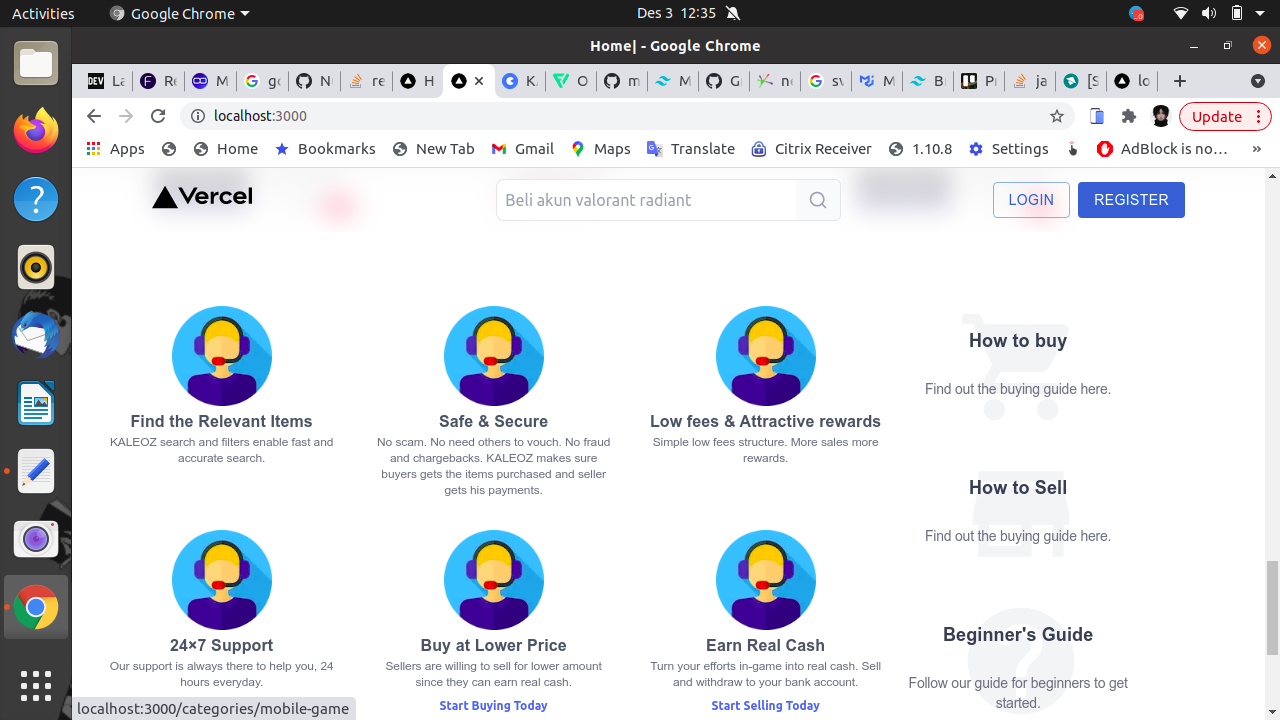 Activities
Google Chrome
Des 3 12:35
Home| - Google Chrome
DEV
La
Re
M
ge
N
re
H
K
O
m
M
G
ne
sv
M
B
P
ja
[S
lo
localhost:3000
Update
Apps
Home
Bookmarks
New Tab
Gmail
Maps
Translate
Citrix Receiver
1.10.8
Settings
AdBlock is no…
»
Vercel
Beli akun valorant radiant
LOGIN
REGISTER
Find the Relevant Items
KALEOZ search and filters enable fast and
accurate search.
Safe & Secure
No scam. No need others to vouch. No fraud
and chargebacks. KALEOZ makes sure
buyers gets the items purchased and seller
gets his payments.
Low fees & Attractive rewards
Simple low fees structure. More sales more
rewards.
How to buy
Find out the buying guide here.
How to Sell
Find out the buying guide here.
24×7 Support
Our support is always there to help you, 24
hours everyday.
Buy at Lower Price
Sellers are willing to sell for lower amount
since they can earn real cash.
Start Buying Today
Earn Real Cash
Turn your efforts in-game into real cash. Sell
and withdraw to your bank account.
Start Selling Today
Beginner's Guide
Follow our guide for beginners to get
started.
localhost:3000/categories/mobile-game